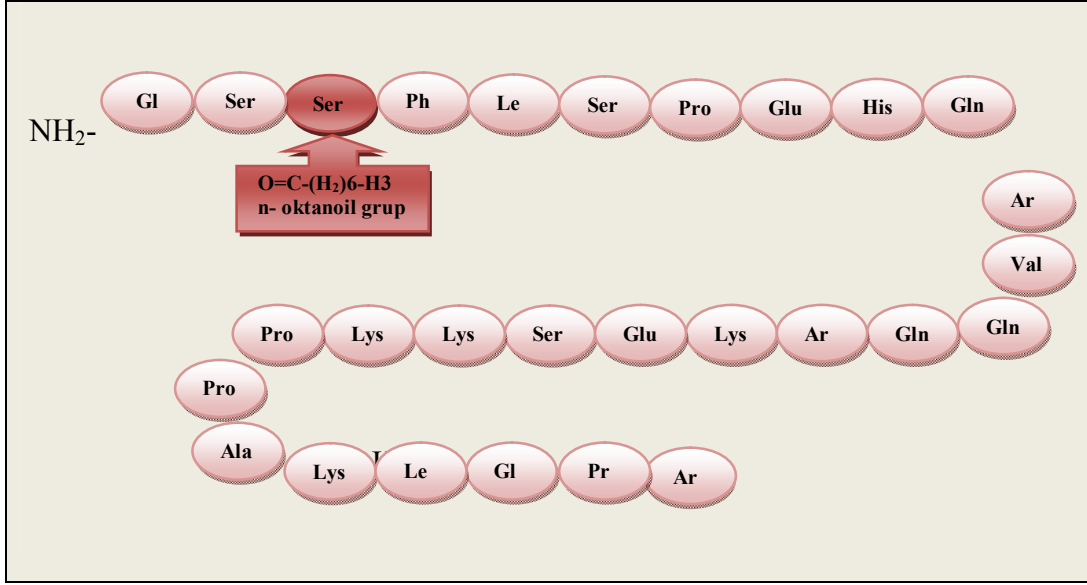 NH₂- Gl Ser Ser Ph Le Ser Pro Glu His Gln
O=C-(H₂)6-H3
n- oktanoil grup
Ar
Val
Gln
Pro Lys Lys Ser Glu Lys Ar Gln
Pro
Ala
Lys Le Gl Pr Ar